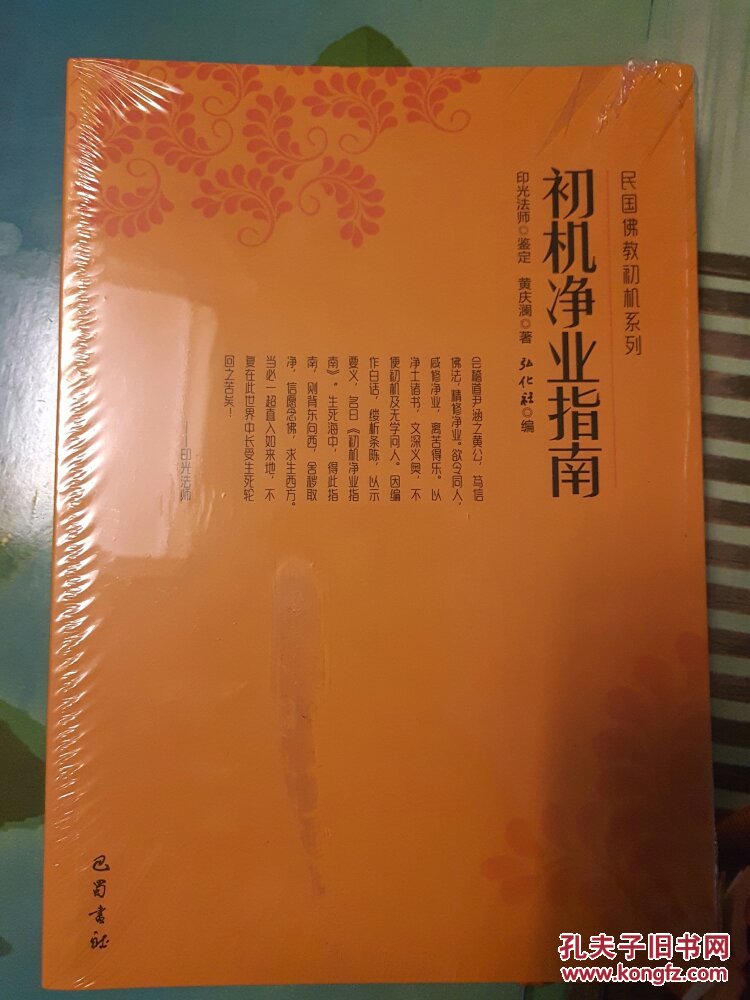 民国佛教初机系列
初机净业指南
印光法师◎鉴定 黄庆澜◎著 弘化社◎编
会稽道尹涵之黄公，笃信
佛法，精修净业。欲令同人，
咸修净业，离苦得乐。以
净土诸书，文深义奥，不
便初机及无学问人。因编
作白话，缕析条陈，以示
要义，名曰《初机净业指
南》。生死海中，得此指
南，则背东向西，舍秽取
净，信愿念佛，求生西方。
当必一超直入如来地，不
复在此世界中长受生死轮
回之苦矣！
——印光法师
巴蜀書社
孔夫子旧书网
www.kongfz.com